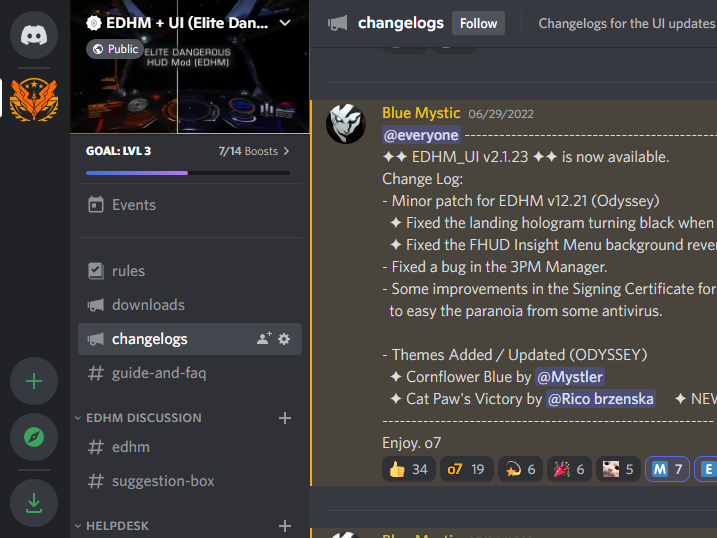 EDHM + UI (Elite Dan...
Public
ELITE DANGEROUS
HUD Mod (EDHM)
GOAL: LVL 3
7/14 Boosts
Events
rules
downloads
changelogs
guide-and-faq
EDHM DISCUSSION
edhm
suggestion-box
HELPDESK
changelogs
Follow
Changelogs for the UI updates
Blue Mystic 06/29/2022
@everyone ----------------------------------------
✦✦ EDHM_UI v2.1.23 ✦✦ is now available.
Change Log:
- Minor patch for EDHM v12.21 (Odyssey)
✦ Fixed the landing hologram turning black when
✦ Fixed the FHUD Insight Menu background rever
- Fixed a bug in the 3PM Manager.
- Some improvements in the Signing Certificate for
to easy the paranoia from some antivirus.
- Themes Added / Updated (ODYSSEY)
✦ Cornflower Blue by @Mystler
✦ Cat Paw's Victory by @Rico brzenska ✦ NEW
----------------------------------------------------
Enjoy. o7
👍 34 o7 19 💫 6 🎉 6 5 M 7 E